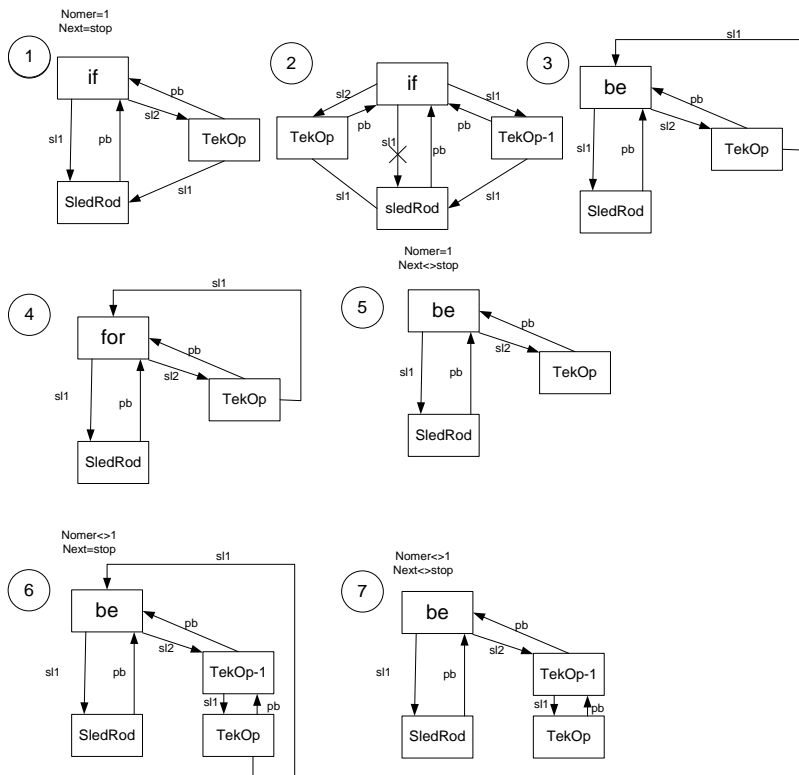 Nomer=1
Next=stop
1
if
pb
sl2
TekOp
sl1
pb
sl1
SledRod
2
if
sl2
sl1
TekOp
pb
sl1
pb
pb
TekOp-1
sl1
sledRod
sl1
3
sl1
be
pb
sl2
TekOp
sl1
pb
SledRod
4
sl1
for
pb
sl2
TekOp
sl1
pb
SledRod
Nomer=1
Next<>stop
5
be
pb
sl2
TekOp
sl1
pb
SledRod
Nomer<>1
Next=stop
6
sl1
be
pb
sl2
TekOp-1
sl1
pb
sl1
pb
SledRod
TekOp
Nomer<>1
Next<>stop
7
be
pb
sl2
TekOp-1
sl1
pb
sl1
pb
SledRod
TekOp